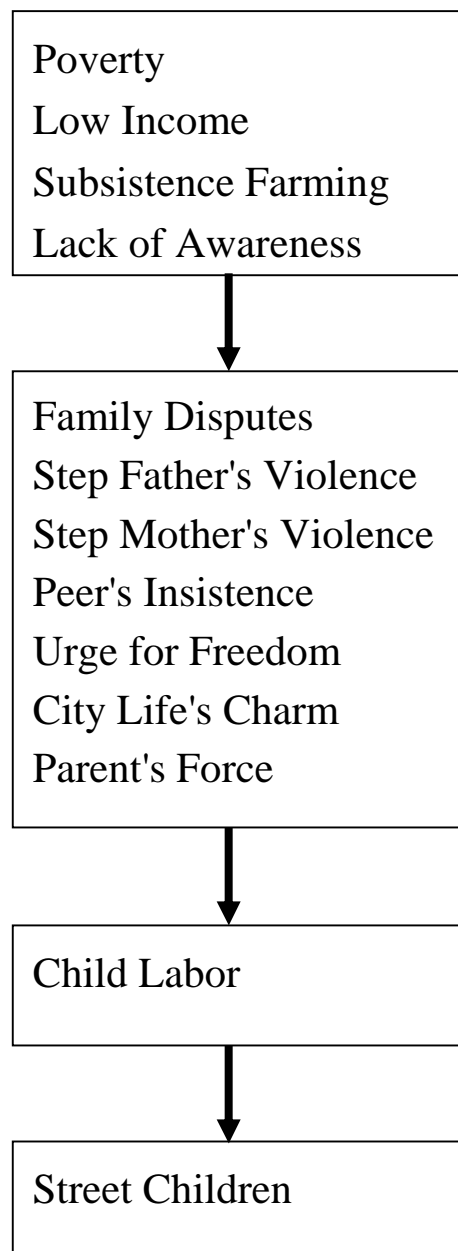 Poverty
Low Income
Subsistence Farming
Lack of Awareness
Family Disputes
Step Father's Violence
Step Mother's Violence
Peer's Insistence
Urge for Freedom
City Life's Charm
Parent's Force
Child Labor
Street Children